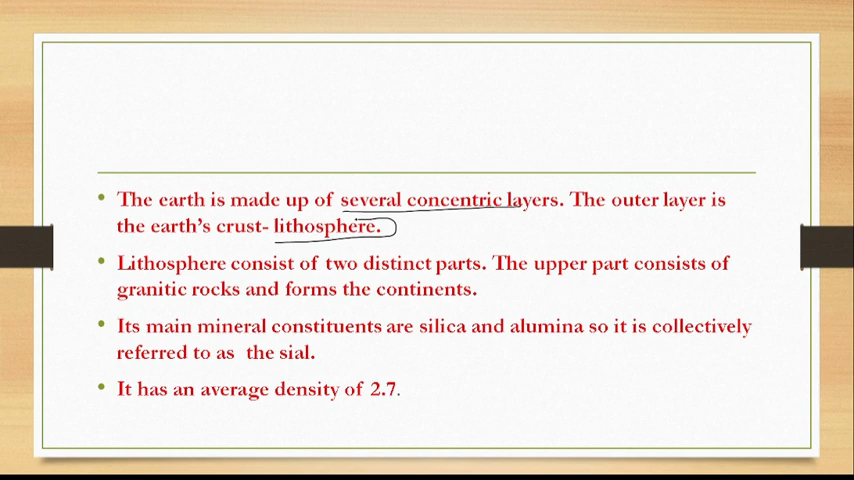 • The earth is made up of several concentric layers. The outer layer is
the earth’s crust- lithosphere.
• Lithosphere consist of two distinct parts. The upper part consists of
granitic rocks and forms the continents.
• Its main mineral constituents are silica and alumina so it is collectively
referred to as the sial.
• It has an average density of 2.7.